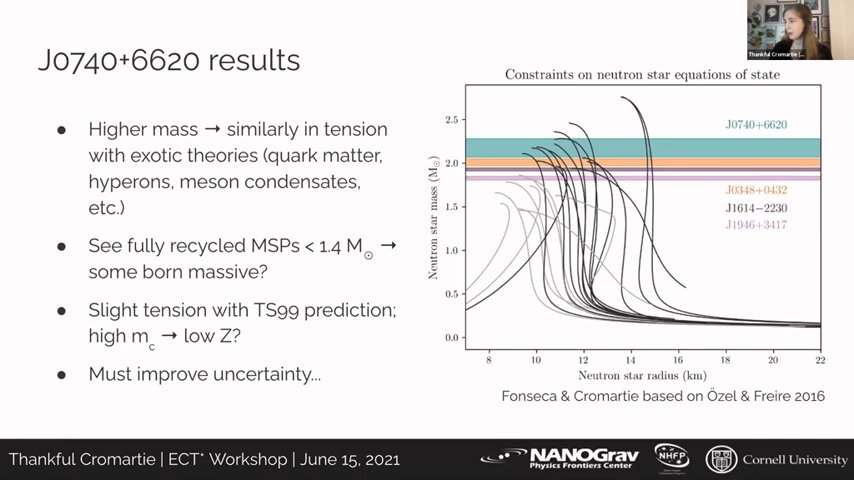 Thankful Cromartie (...
J0740+6620 results
● Higher mass → similarly in tension
with exotic theories (quark matter,
hyperons, meson condensates,
etc.)
● See fully recycled MSPs < 1.4 M☉ →
some born massive?
● Slight tension with TS99 prediction;
high mc → low Z?
● Must improve uncertainty...
Constraints on neutron star equations of state
Neutron star mass (M☉)
2.5
2.0
1.5
1.0
0.5
0.0
J0740+6620
J0348+0432
J1614−2230
J1946+3417
8 10 12 14 16 18 20 22
Neutron star radius (km)
Fonseca & Cromartie based on Özel & Freire 2016
Thankful Cromartie | ECT* Workshop | June 15, 2021
NANOGrav
Physics Frontiers Center
NHFP
Cornell University